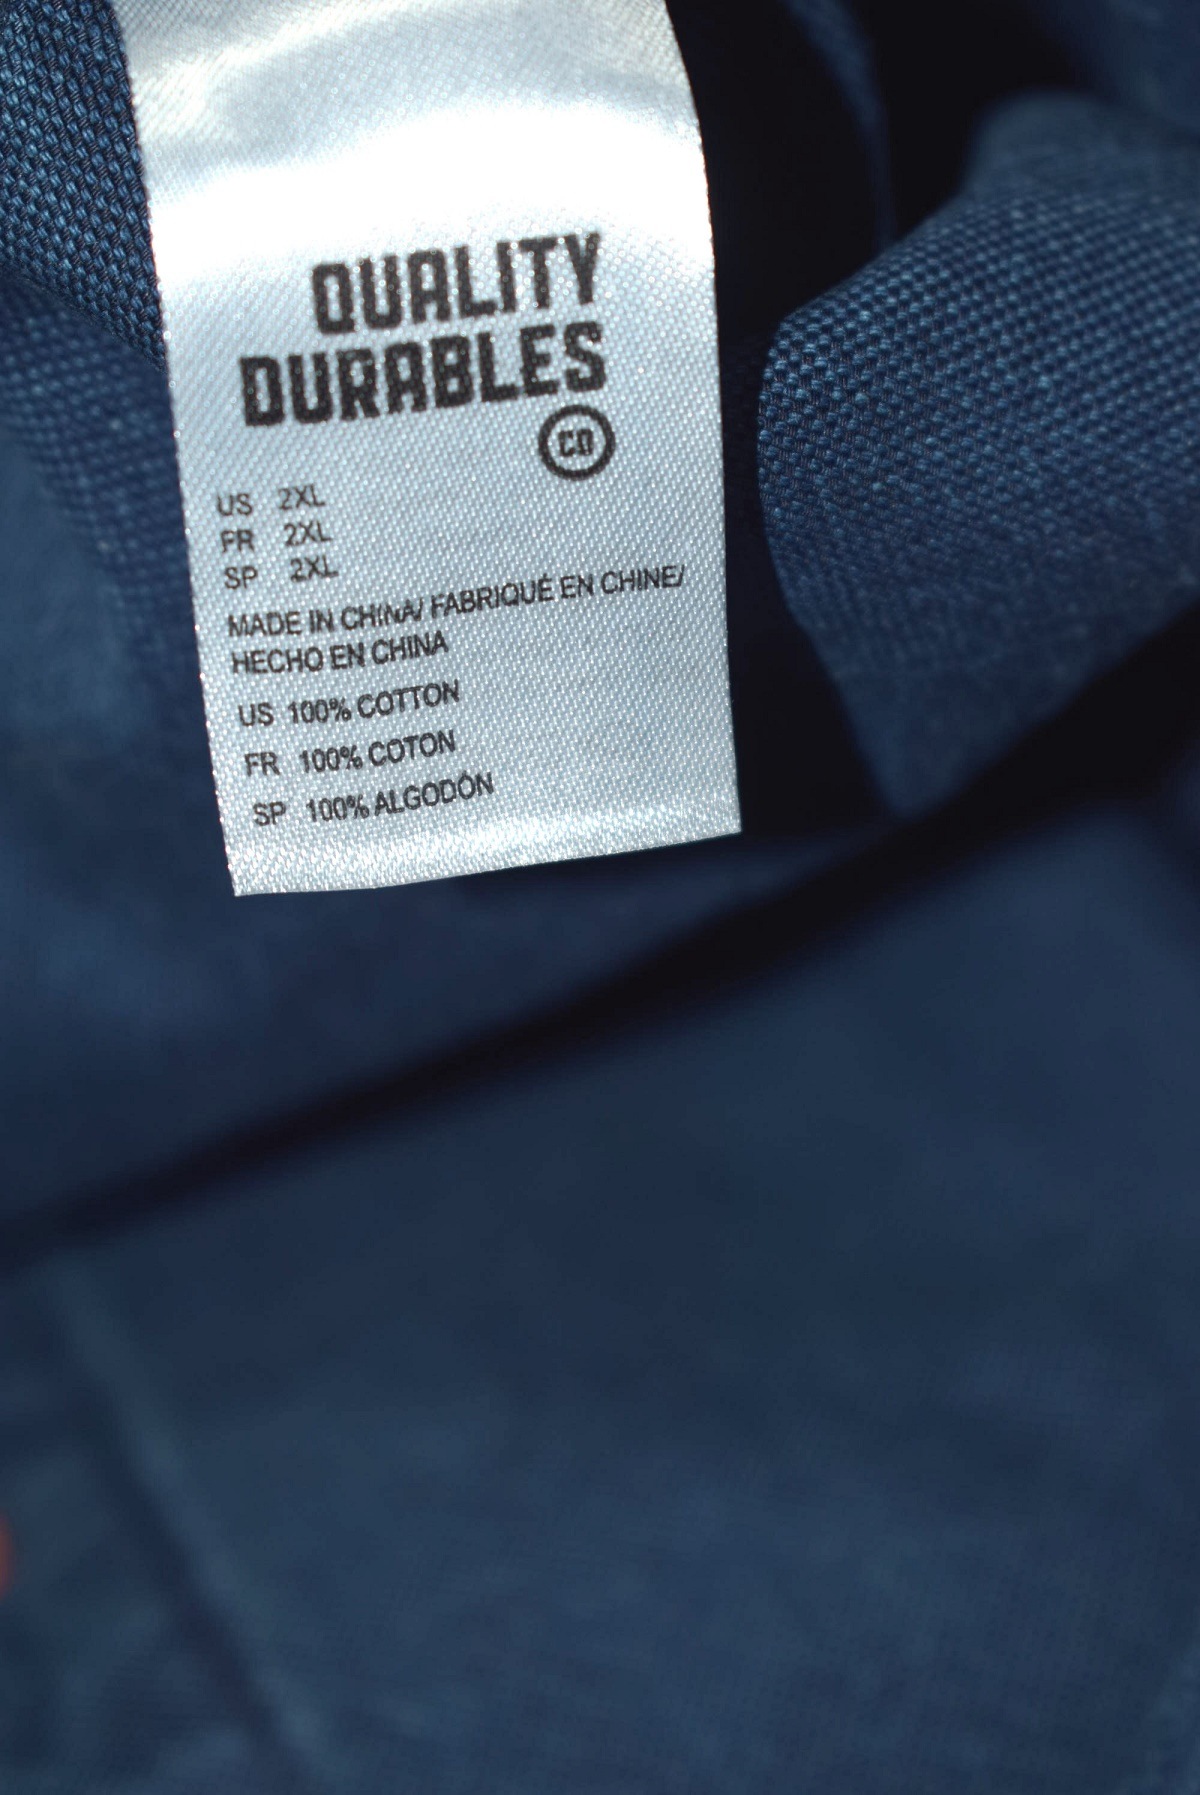 QUALITY
DURABLES
CO
US 2XL
FR 2XL
SP 2XL
MADE IN CHINA/ FABRIQUÉ EN CHINE/
HECHO EN CHINA
US 100% COTTON
FR 100% COTON
SP 100% ALGODÓN